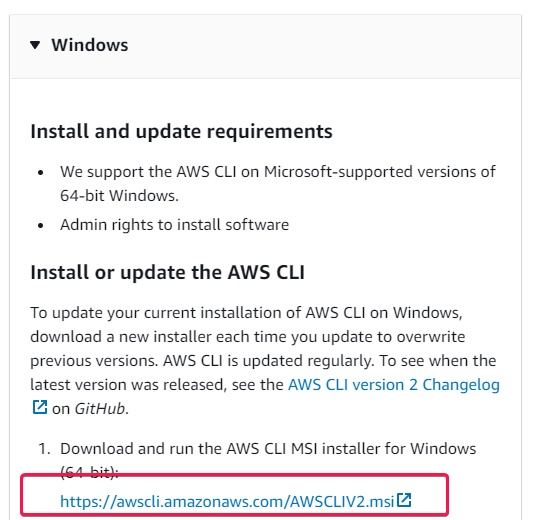 Windows
Install and update requirements
• We support the AWS CLI on Microsoft-supported versions of
64-bit Windows.
• Admin rights to install software
Install or update the AWS CLI
To update your current installation of AWS CLI on Windows,
download a new installer each time you update to overwrite
previous versions. AWS CLI is updated regularly. To see when the
latest version was released, see the AWS CLI version 2 Changelog
on GitHub.
1. Download and run the AWS CLI MSI installer for Windows
(64-bit):
https://awscli.amazonaws.com/AWSCLIV2.msi